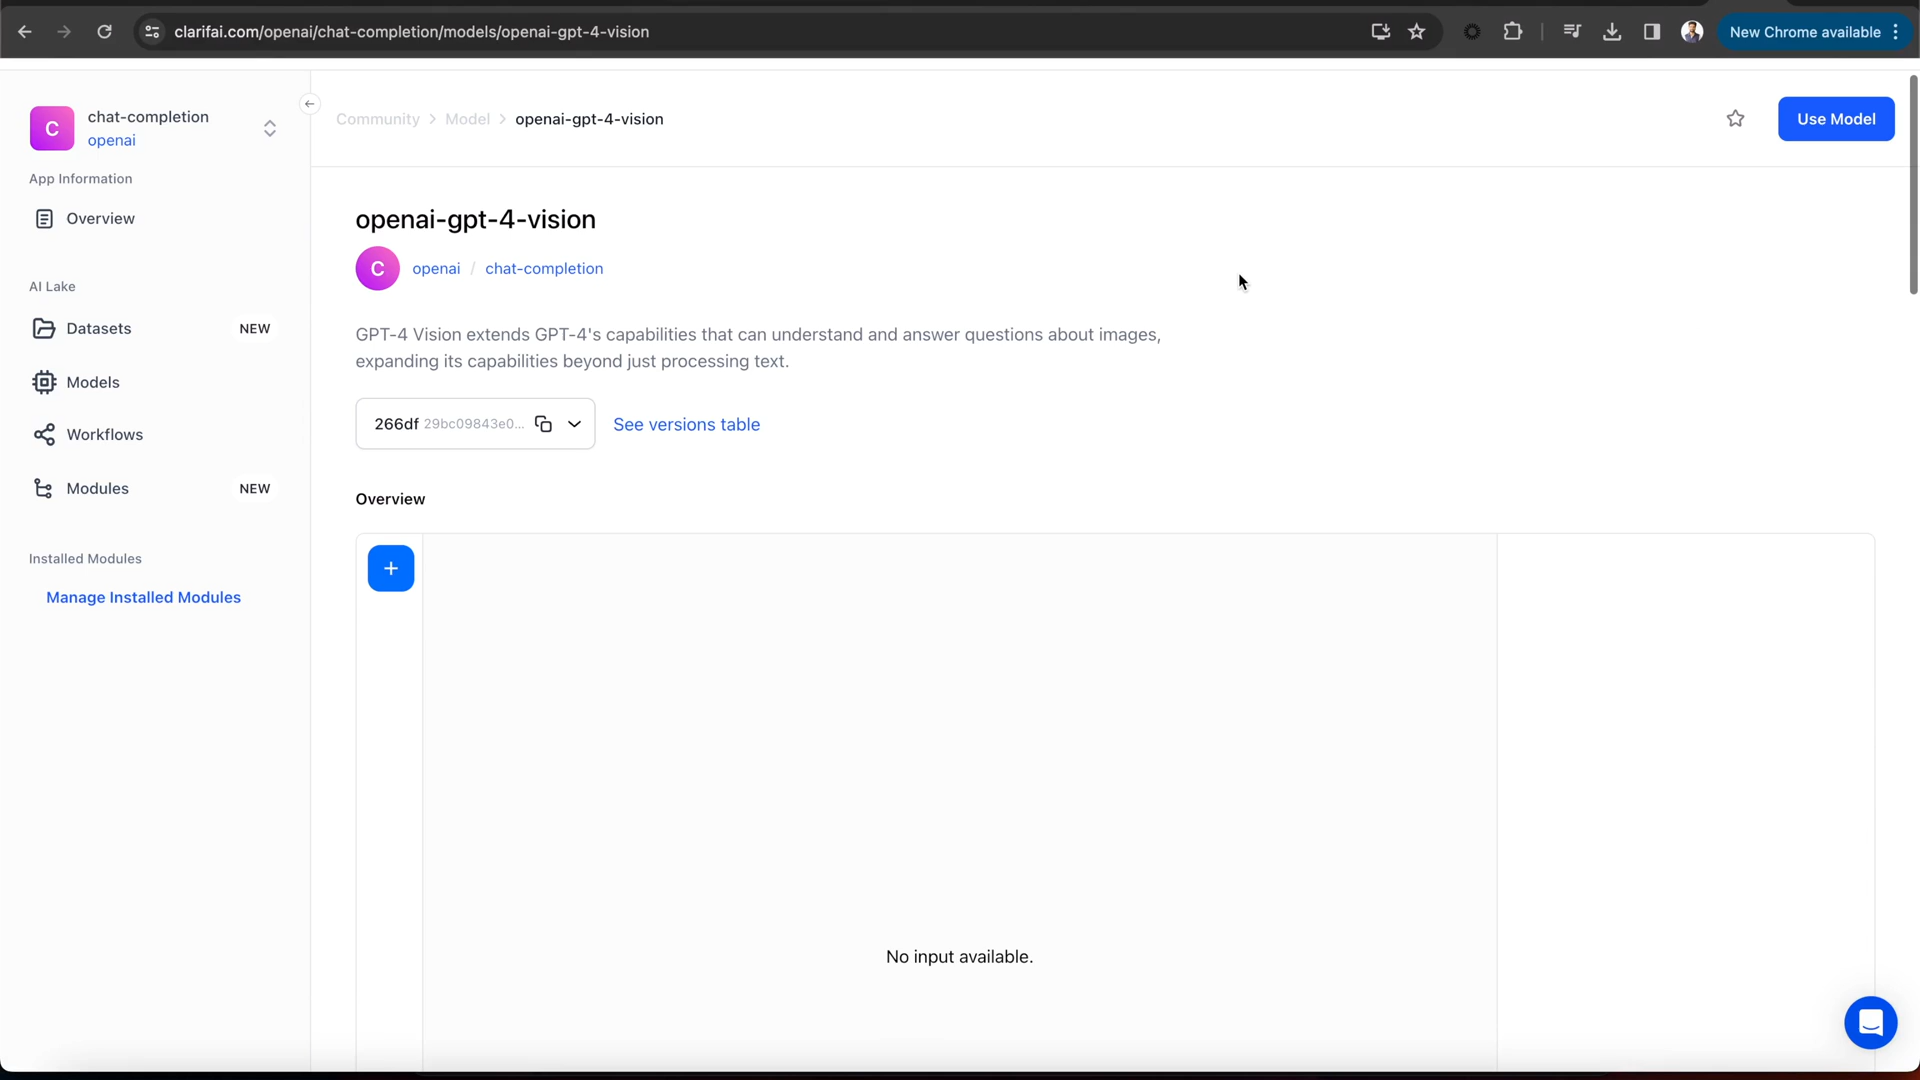 clarifai.com/openai/chat-completion/models/openai-gpt-4-vision
New Chrome available
C
chat-completion
openai
App Information
Overview
AI Lake
Datasets NEW
Models
Workflows
Modules NEW
Installed Modules
Manage Installed Modules
Community > Model > openai-gpt-4-vision
Use Model
openai-gpt-4-vision
C openai / chat-completion
GPT-4 Vision extends GPT-4's capabilities that can understand and answer questions about images,
expanding its capabilities beyond just processing text.
266df 29bc09843e0... See versions table
Overview
+
No input available.